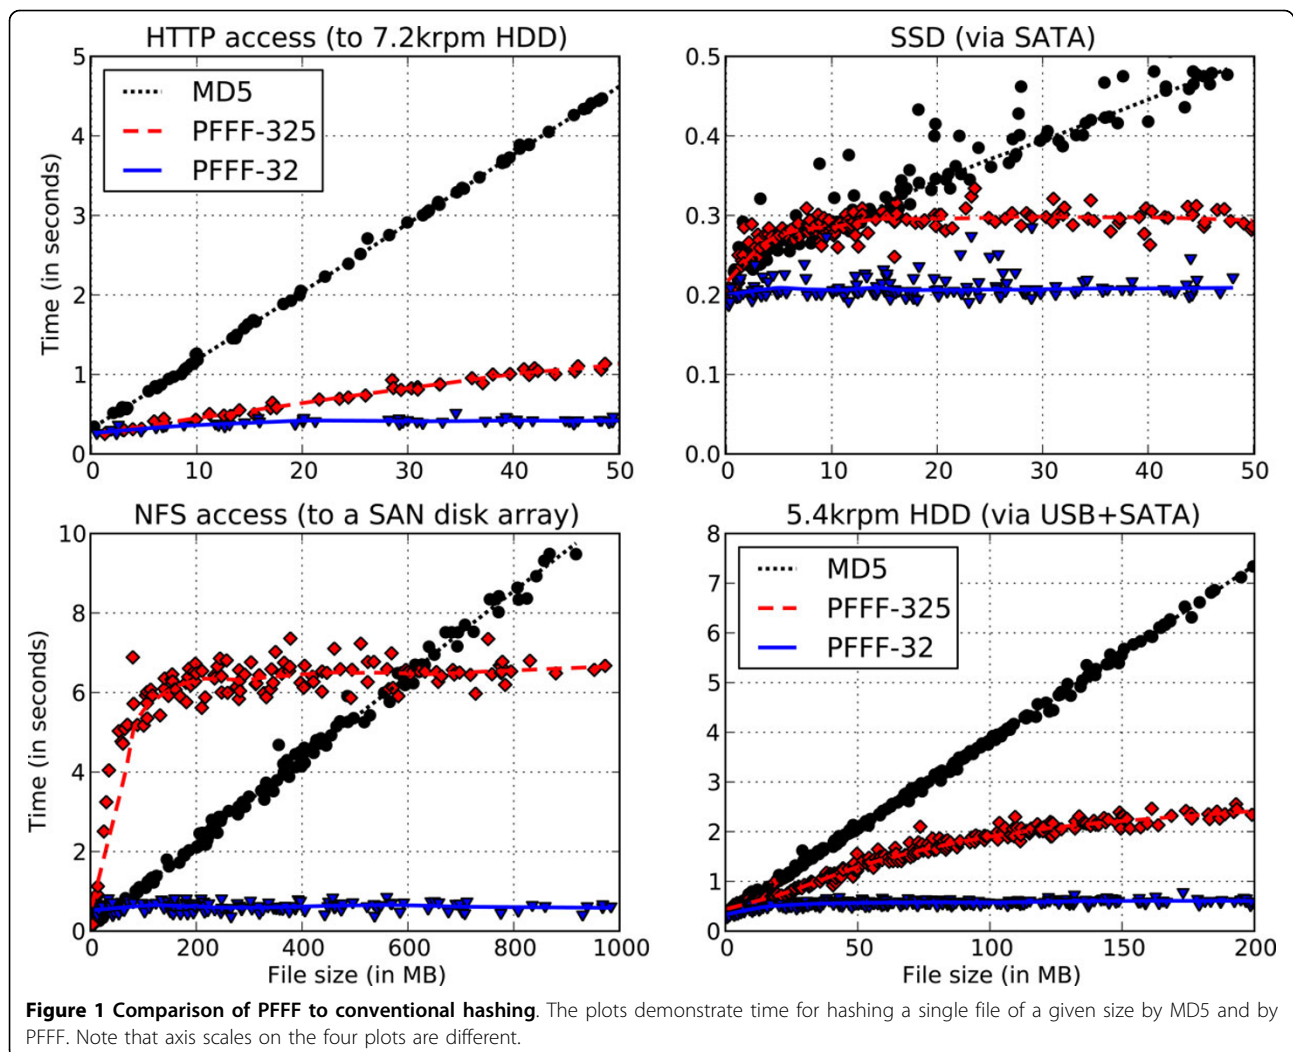 HTTP access (to 7.2krpm HDD)
5
4
3
2
1
0
Time (in seconds)
MD5
PFFF-325
PFFF-32
0 10 20 30 40 50
SSD (via SATA)
0.5
0.4
0.3
0.2
0.1
0.0
0 10 20 30 40 50
NFS access (to a SAN disk array)
10
8
6
4
2
0
Time (in seconds)
0 200 400 600 800 1000
File size (in MB)
5.4krpm HDD (via USB+SATA)
8
7
6
5
4
3
2
1
0
MD5
PFFF-325
PFFF-32
0 50 100 150 200
File size (in MB)
Figure 1 Comparison of PFFF to conventional hashing. The plots demonstrate time for hashing a single file of a given size by MD5 and by
PFFF. Note that axis scales on the four plots are different.